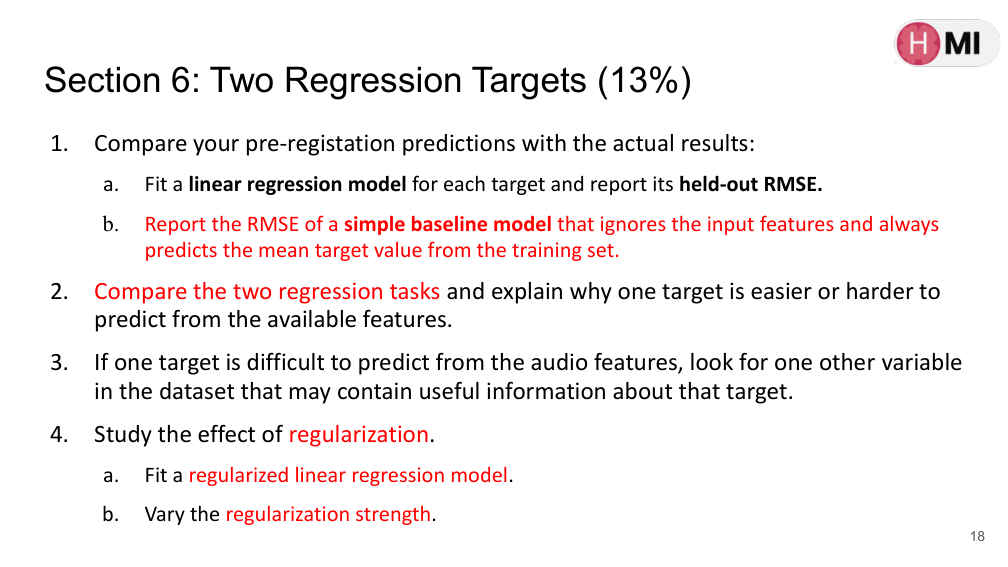 H MI
Section 6: Two Regression Targets (13%)
1. Compare your pre-registation predictions with the actual results:
a. Fit a linear regression model for each target and report its held-out RMSE.
b. Report the RMSE of a simple baseline model that ignores the input features and always
predicts the mean target value from the training set.
2. Compare the two regression tasks and explain why one target is easier or harder to
predict from the available features.
3. If one target is difficult to predict from the audio features, look for one other variable
in the dataset that may contain useful information about that target.
4. Study the effect of regularization.
a. Fit a regularized linear regression model.
b. Vary the regularization strength.
18